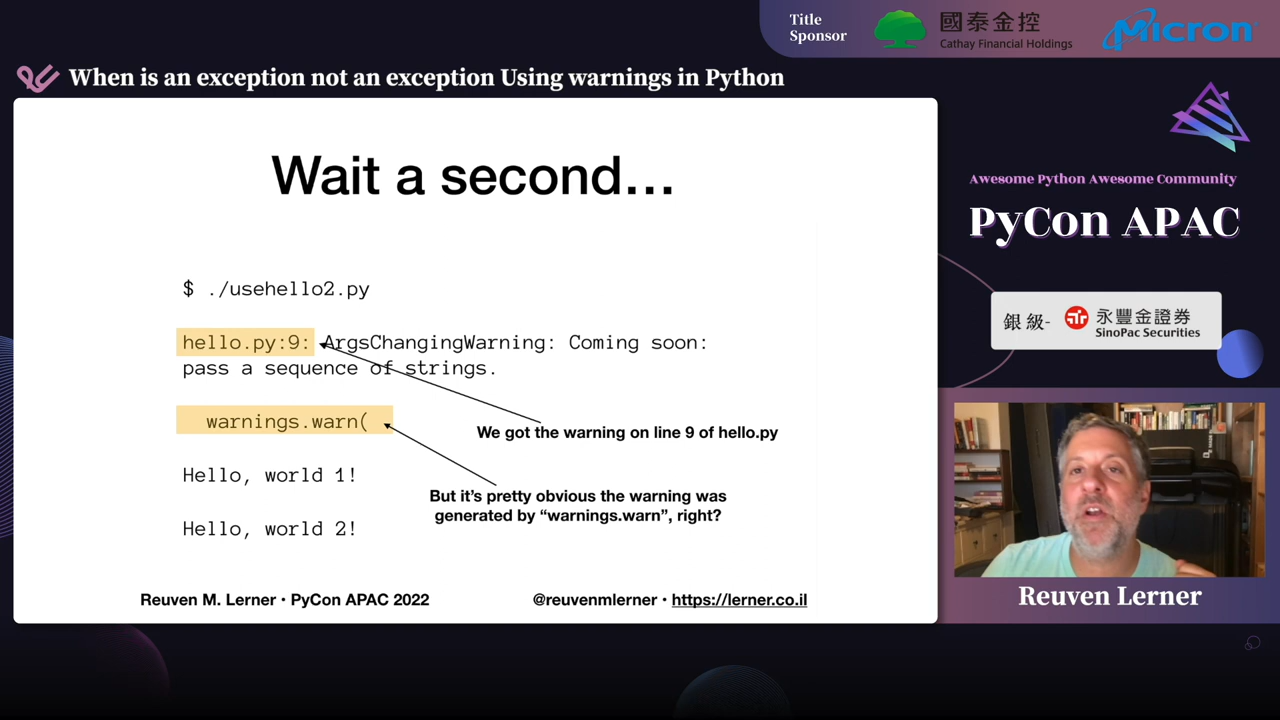 Title
Sponsor
國泰金控
Cathay Financial Holdings
Micron
When is an exception not an exception Using warnings in Python
Wait a second…
$ ./usehello2.py
hello.py:9: ArgsChangingWarning: Coming soon:
pass a sequence of strings.
We got the warning on line 9 of hello.py
warnings.warn(
Hello, world 1!
But it's pretty obvious the warning was
generated by “warnings.warn”, right?
Hello, world 2!
Reuven M. Lerner • PyCon APAC 2022
@reuvenmlerner • https://lerner.co.il
Awesome Python Awesome Community
PyCon APAC
銀級-
永豐金證券
SinoPac Securities
Reuven Lerner